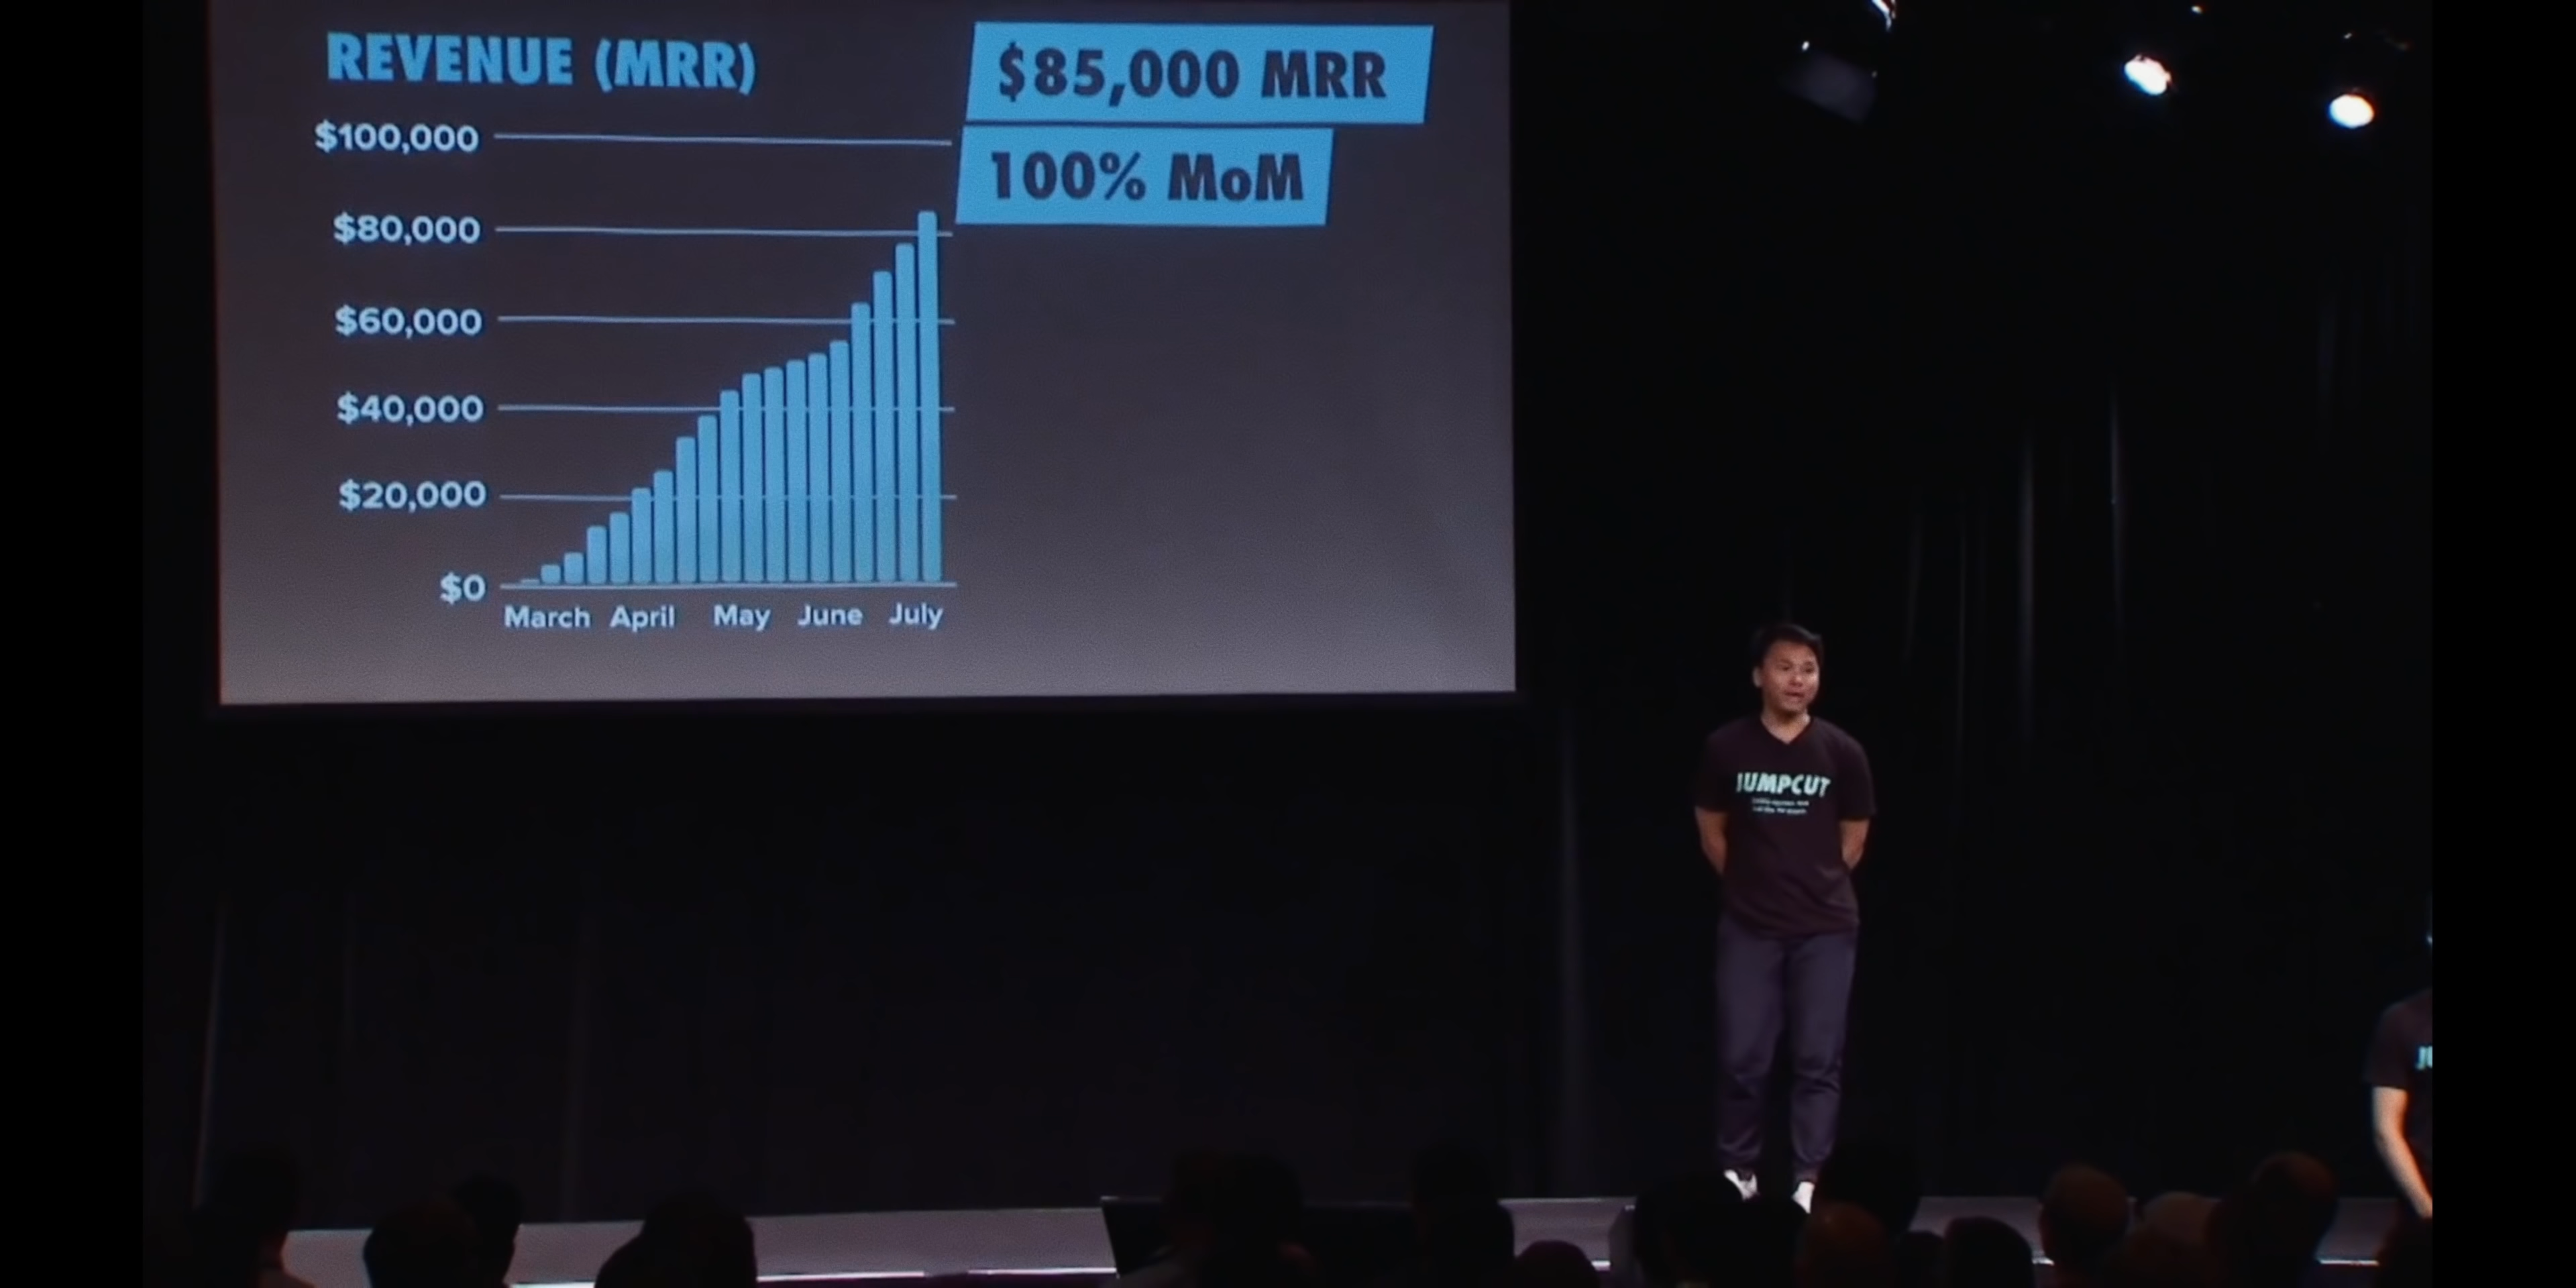 REVENUE (MRR)
$85,000 MRR
100% MoM
$100,000
$80,000
$60,000
$40,000
$20,000
$0
March April May June July
JUMPCUT
JU